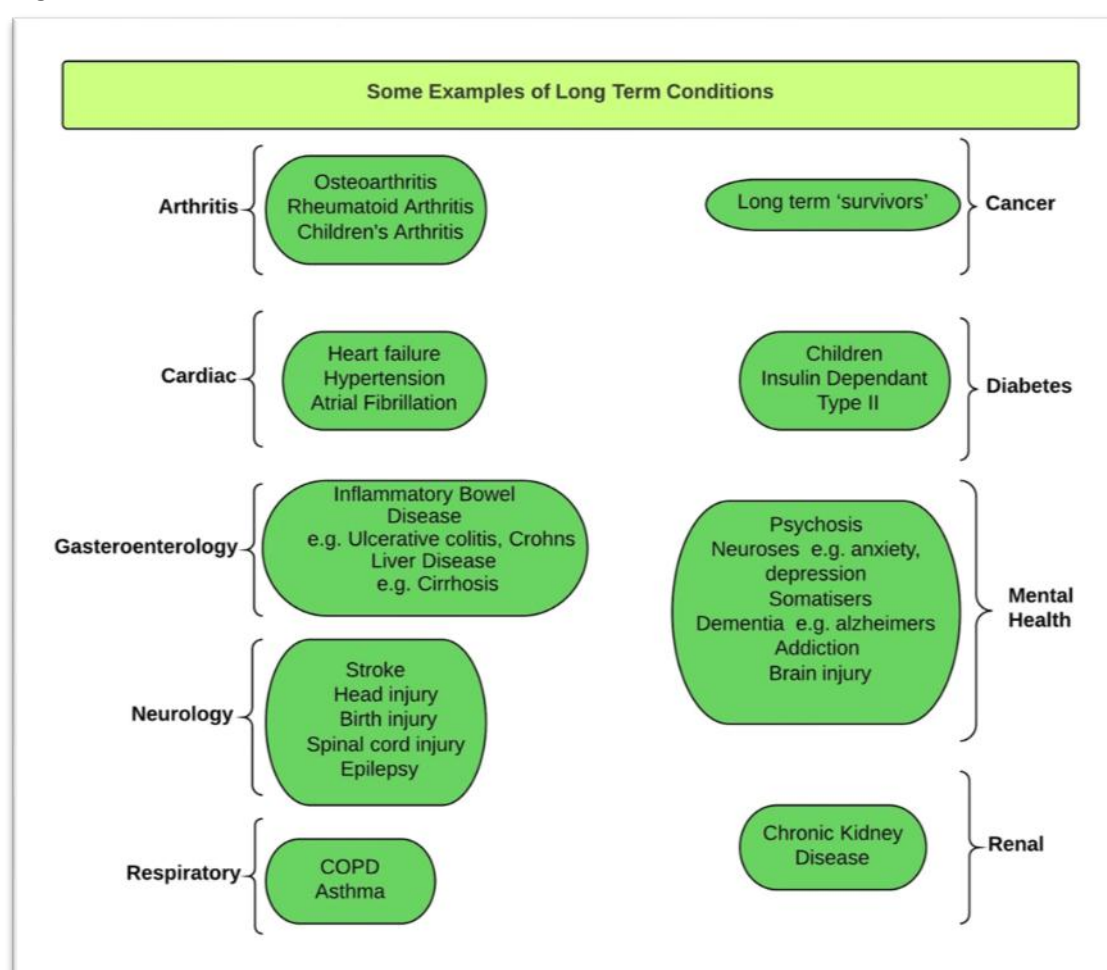 Some Examples of Long Term Conditions
Arthritis
Osteoarthritis
Rheumatoid Arthritis
Children's Arthritis
Long term ‘survivors’
Cancer
Cardiac
Heart failure
Hypertension
Atrial Fibrillation
Children
Insulin Dependant
Type II
Diabetes
Gasteroenterology
Inflammatory Bowel
Disease
e.g. Ulcerative colitis, Crohns
Liver Disease
e.g. Cirrhosis
Psychosis
Neuroses e.g. anxiety,
depression
Somatisers
Dementia e.g. alzheimers
Addiction
Brain injury
Mental
Health
Neurology
Stroke
Head injury
Birth injury
Spinal cord injury
Epilepsy
Respiratory
COPD
Asthma
Chronic Kidney
Disease
Renal